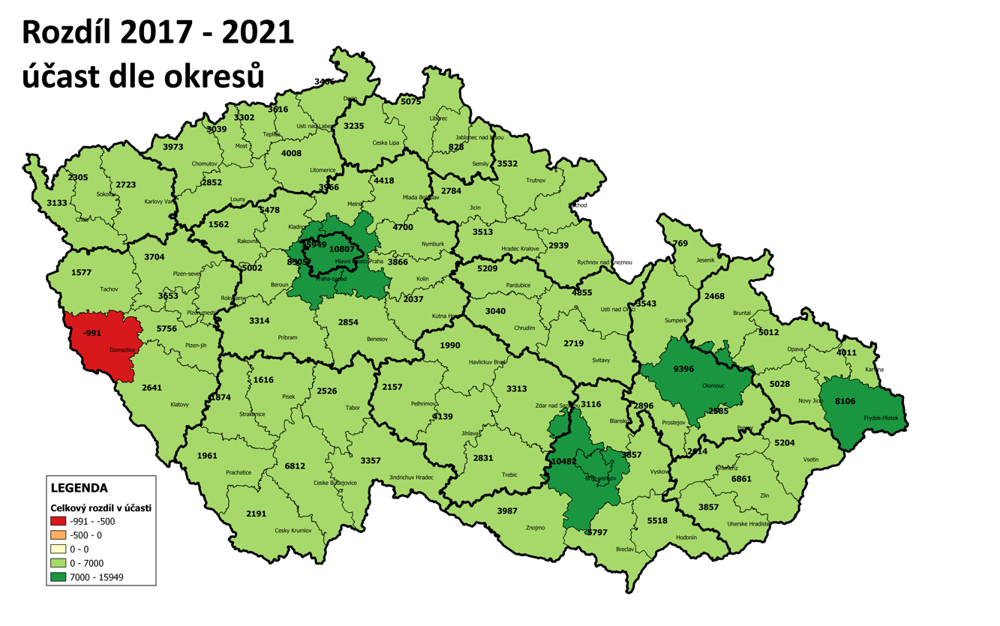 Rozdíl 2017 - 2021
účast dle okresů
3466
Decin
3616
5075
Liberec
3302
Usti nad Labem
3235
3039
Teplice
Ceska Lipa
Jablonec nad Nisou
828
3973
Most
4008
Semily
3532
Chomutov
Litomerice
2305
2723
2852
3966
4418
Trutnov
2784
Sokolov
Karlovy Vary
Louny
Melnik
Mlada Boleslav
3133
Jicin
Nachod
Cheb
5478
1562
Kladno
4700
3513
769
Rakovnik
15949
10807
Nymburk
Hradec Kralove
2939
3704
8505
Hlavni mesto Praha
3866
Rychnov nad Kneznou
Jesenik
1577
Plzen-sever
5002
5209
Praha-zapad
Kolin
Tachov
Beroun
Pardubice
3653
Rokycany
2037
4855
2468
3543
Plzen-mesto
Kutna Hora
3040
Usti nad Orlici
Bruntal
-991
5756
3314
2854
Chrudim
Sumperk
5012
Domazlice
Plzen-jih
Pribram
Benesov
1990
2719
Opava
4011
Havlickuv Brod
Svitavy
9396
Karvina
2641
1616
2526
2157
3313
Olomouc
5028
Klatovy
1874
Pisek
Tabor
Pelhrimov
Zdar nad Sazavou
3116
2896
2585
Novy Jicin
8106
Strakonice
4139
Blansko
Prostejov
Prerov
Frydek-Mistek
Jihlava
5204
1961
3357
2831
10482
3857
2614
Vsetin
Prachatice
6812
Trebic
Brno-venkov
Vyskov
Kromeriz
6861
Ceske Budejovice
Jindrichuv Hradec
Zlin
2191
3987
5797
5518
3857
Cesky Krumlov
Znojmo
Hodonin
Uherske Hradiste
Breclav
LEGENDA
Celkový rozdíl v účasti
-991 - -500
-500 - 0
0 - 0
0 - 7000
7000 - 15949